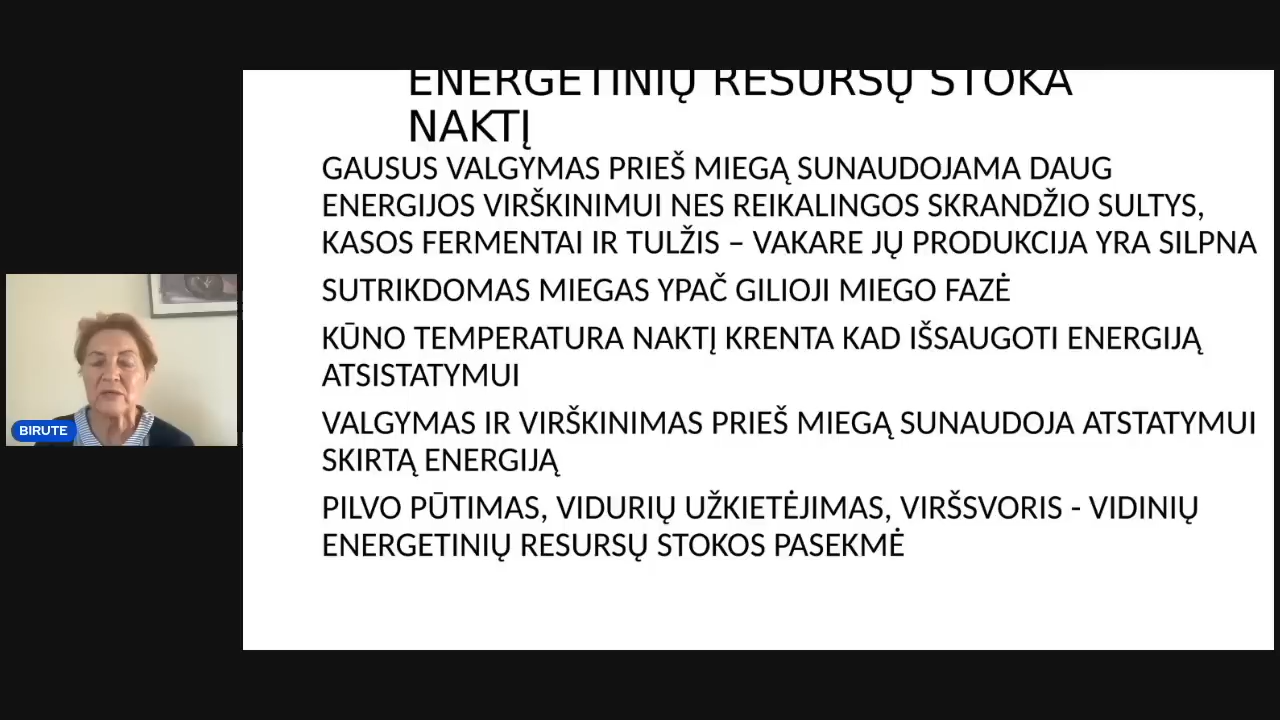 ENERGETINIŲ RESURSŲ STOKA
NAKTĮ
GAUSUS VALGYMAS PRIEŠ MIEGĄ SUNAUDOJAMA DAUG
ENERGIJOS VIRŠKINIMUI NES REIKALINGOS SKRANDŽIO SULTYS,
KASOS FERMENTAI IR TULŽIS – VAKARE JŲ PRODUKCIJA YRA SILPNA
SUTRIKDOMAS MIEGAS YPAČ GILIOJI MIEGO FAZĖ
KŪNO TEMPERATURA NAKTĮ KRENTA KAD IŠSAUGOTI ENERGIJĄ
ATSISTATYMUI
VALGYMAS IR VIRŠKINIMAS PRIEŠ MIEGĄ SUNAUDOJA ATSTATYMUI
SKIRTĄ ENERGIJĄ
PILVO PŪTIMAS, VIDURIŲ UŽKIETĖJIMAS, VIRŠSVORIS - VIDINIŲ
ENERGETINIŲ RESURSŲ STOKOS PASEKMĖ
BIRUTE